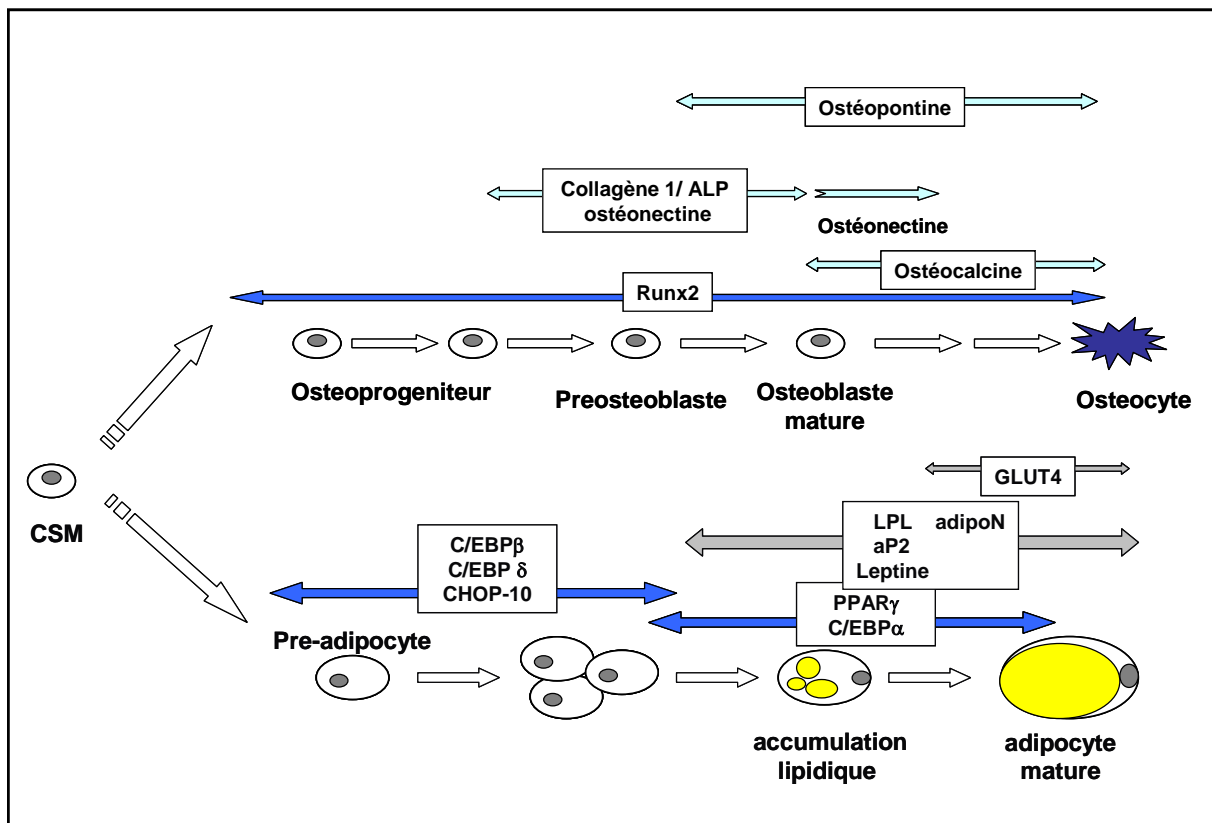 Ostéopontine
Collagène 1/ ALP
ostéonectine
Ostéonectine
Ostéocalcine
Runx2
Osteoprogeniteur
Preosteoblaste
Osteoblaste
mature
Osteocyte
CSM
GLUT4
LPL adipoN
aP2
Leptine
C/EBPβ
C/EBP δ
CHOP-10
PPARγ
C/EBPα
Pre-adipocyte
accumulation
lipidique
adipocyte
mature